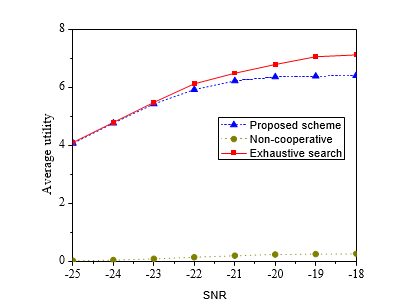 8
6
4
2
0
Average utility
Proposed scheme
Non-cooperative
Exhaustive search
-25 -24 -23 -22 -21 -20 -19 -18
SNR